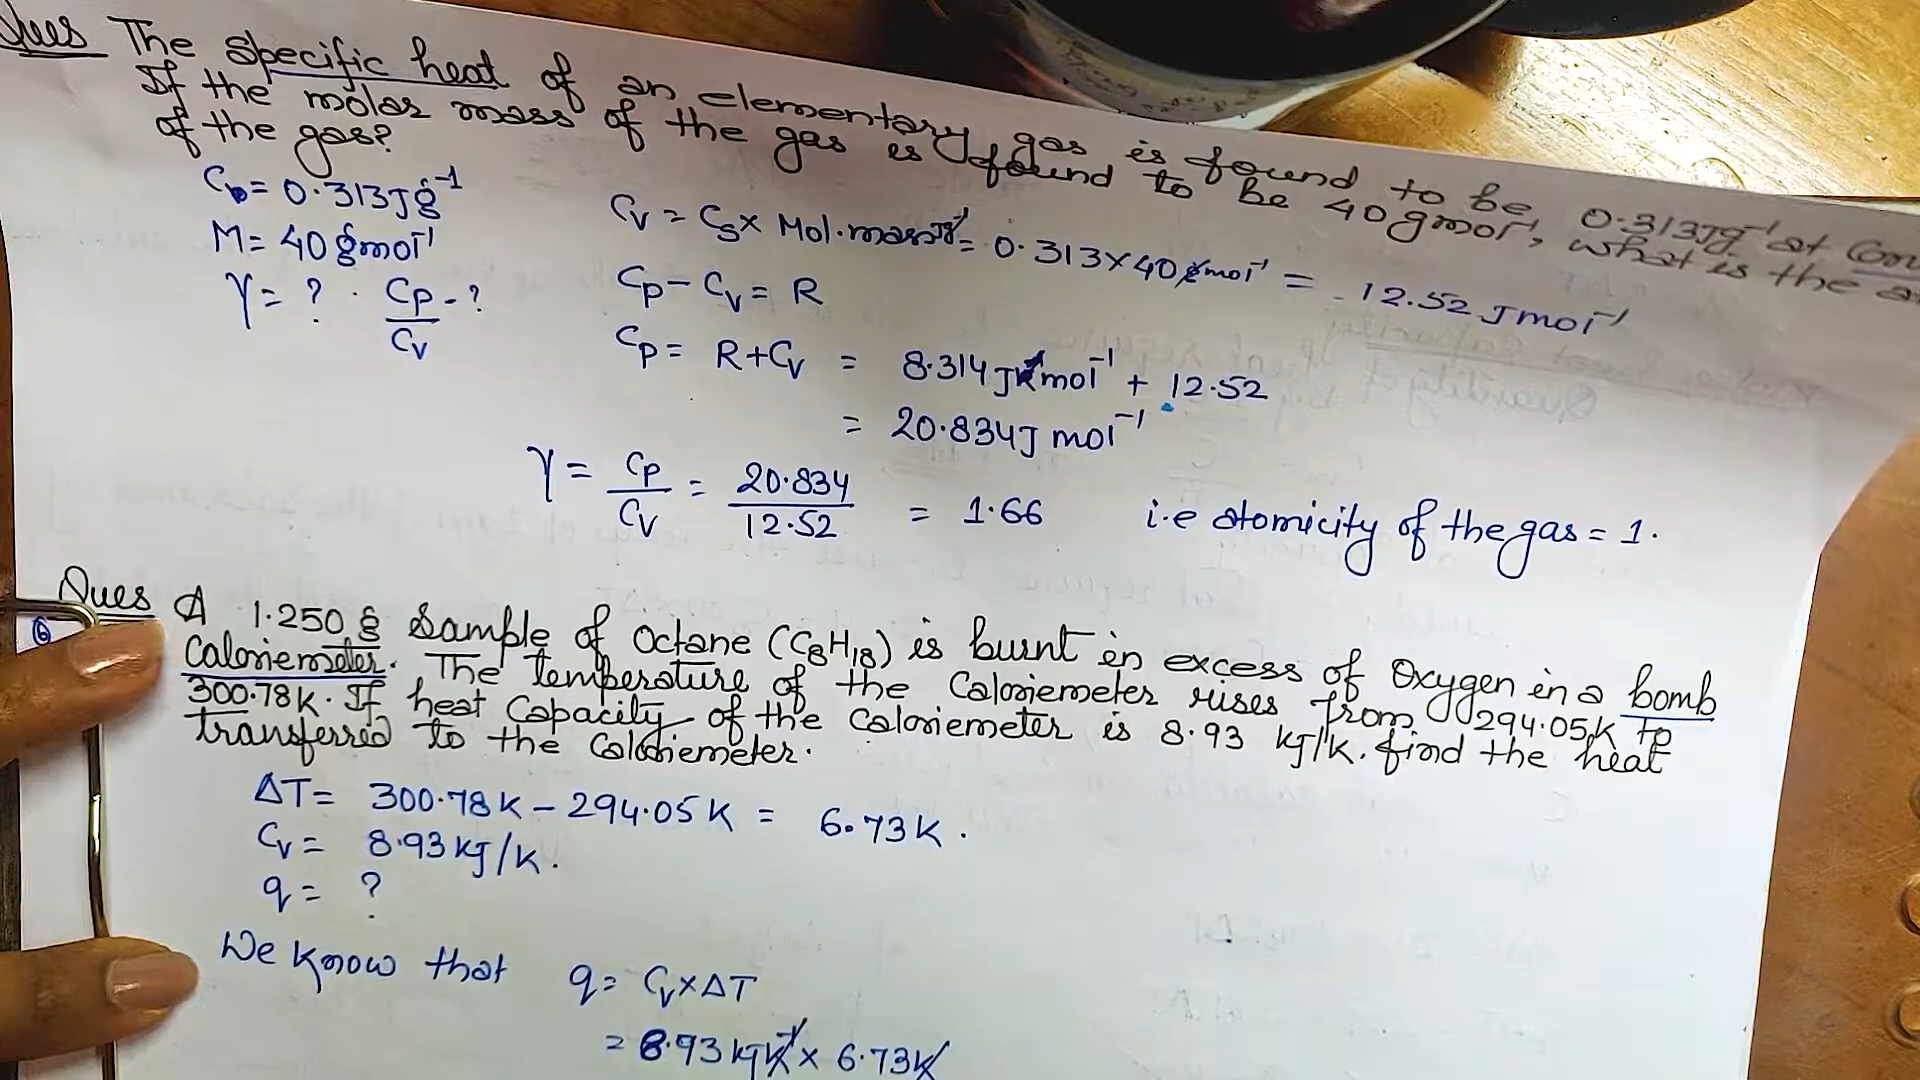 Ques The specific heat of an elementary gas is found to be, 0.313Jg⁻¹ at
If the molar mass of the gas is found to be 40gmol⁻¹, what is the
of the gas?
= 0.313Jg⁻¹
M = 40gmol⁻¹
γ = ? . Cp/Cv - ?
Cv = Cs × Mol. mass = 0.313×40 gmol⁻¹ = 12.52 Jmol⁻¹
Cp - Cv = R
Cp = R+Cv = 8.314 JK⁻¹mol⁻¹ + 12.52
= 20.834J mol⁻¹
γ = Cp/Cv = 20.834/12.52 = 1.66 i.e atomicity of the gas = 1.
Ques A 1.250 g sample of Octane (C₈H₁₈) is burnt in excess of Oxygen in a bomb
6 Caloriemeter. The temperature of the Caloriemeter rises from 294.05K to
300.78K. If heat Capacity of the Caloriemeter is 8.93 KJ/K. find the heat
transferred to the Caloriemeter.
ΔT = 300.78K - 294.05K = 6.73K.
Cv = 8.93 KJ/K.
q = ?
We know that q = Cv×ΔT
= 8.93 KJK⁻¹ × 6.73K